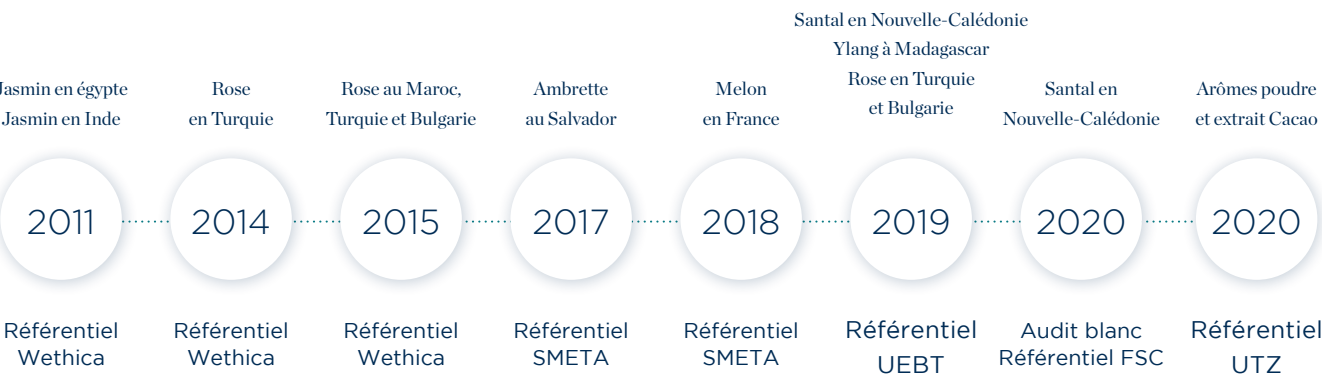 Jasmin en égypte
Jasmin en Inde
Rose
en Turquie
Rose au Maroc,
Turquie et Bulgarie
Ambrette
au Salvador
Melon
en France
Santal en Nouvelle-Calédonie
Ylang à Madagascar
Rose en Turquie
et Bulgarie
Santal en
Nouvelle-Calédonie
Arômes poudre
et extrait Cacao
2011
2014
2015
2017
2018
2019
2020
2020
Référentiel
Wethica
Référentiel
Wethica
Référentiel
Wethica
Référentiel
SMETA
Référentiel
SMETA
Référentiel
UEBT
Audit blanc
Référentiel FSC
Référentiel
UTZ